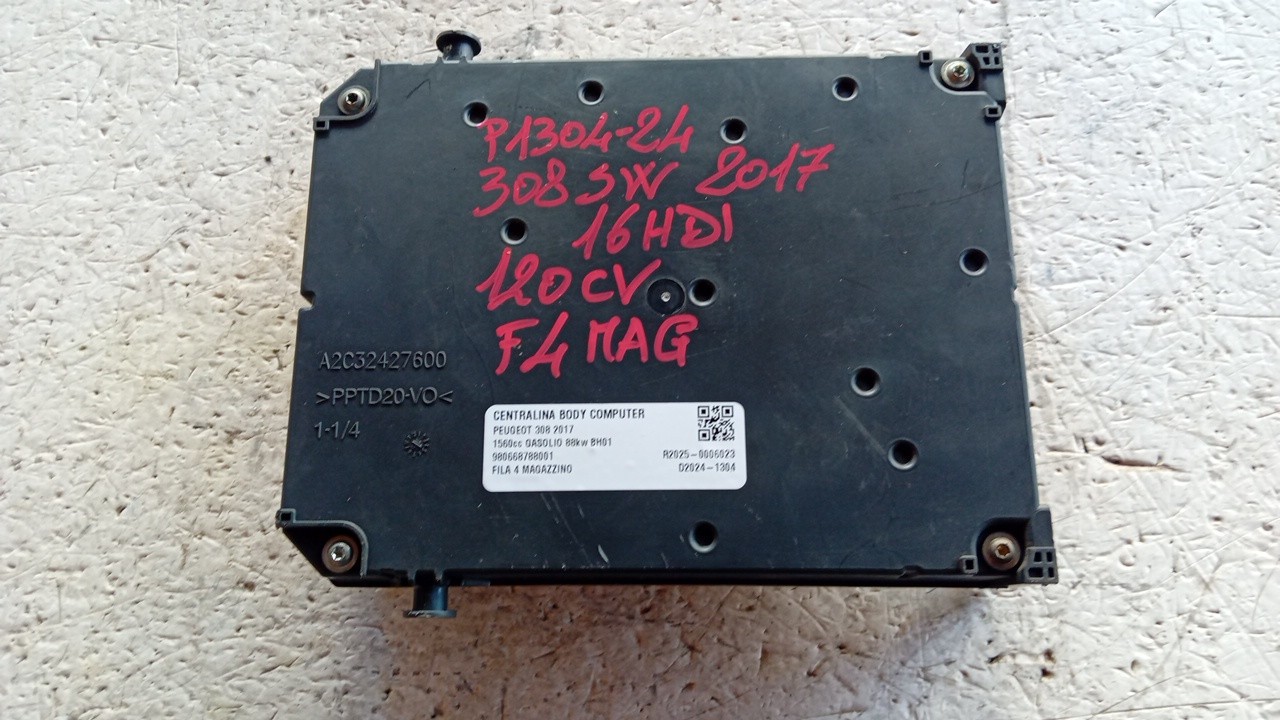 P1304-24
308 SW 2017
16HDI
120CV
F4 MAG
A2C32427600
>PPTD20-VO<
1-1/4
CENTRALINA BODY COMPUTER
PEUGEOT 308 2017
1560cc GASOLIO 88kw BH01
980668788001 R2025-0006023
FILA 4 MAGAZZINO D2024-1304